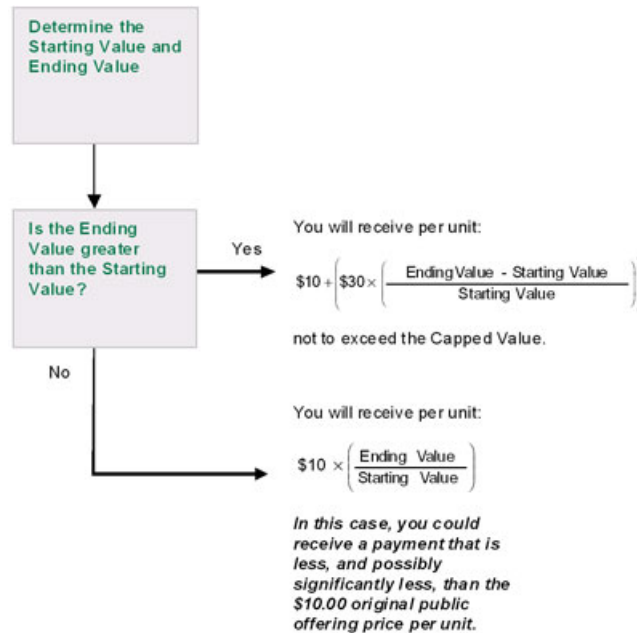 Determine the
Starting Value and
Ending Value
Is the Ending
Value greater
than the Starting
Value?
Yes
You will receive per unit:
$10 + ( $30 × ( Ending Value - Starting Value
Starting Value ) )
not to exceed the Capped Value.
No
You will receive per unit:
$10 × ( Ending Value
Starting Value )
In this case, you could
receive a payment that is
less, and possibly
significantly less, than the
$10.00 original public
offering price per unit.